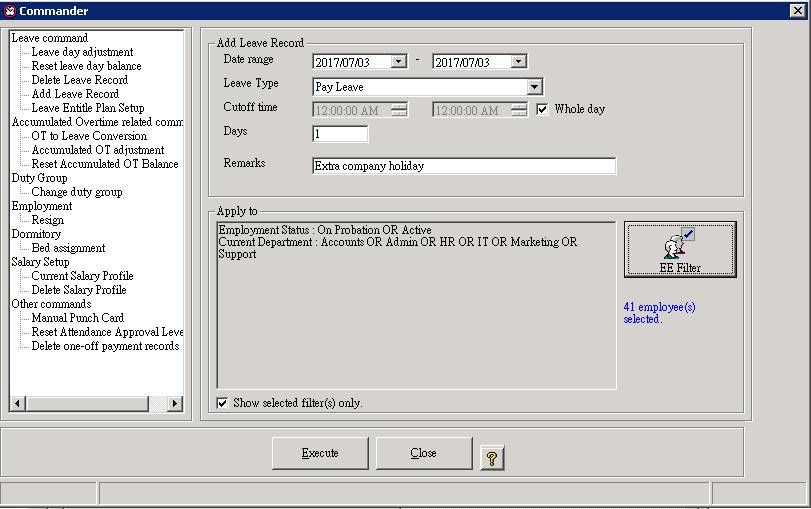 Commander
Leave command
Leave day adjustment
Reset leave day balance
Delete Leave Record
Add Leave Record
Leave Entitle Plan Setup
Accumulated Overtime related comm
OT to Leave Conversion
Accumulated OT adjustment
Reset Accumulated OT Balance
Duty Group
Change duty group
Employment
Resign
Dormitory
Bed assignment
Salary Setup
Current Salary Profile
Delete Salary Profile
Other commands
Manual Punch Card
Reset Attendance Approval Leve
Delete one-off payment records
Add Leave Record
Date range 2017/07/03 - 2017/07/03
Leave Type Pay Leave
Cutoff time 12:00:00 AM 12:00:00 AM Whole day
Days 1
Remarks Extra company holiday
Apply to
Employment Status : On Probation OR Active
Current Department : Accounts OR Admin OR HR OR IT OR Marketing OR
Support
EE Filter
41 employee(s)
selected.
Show selected filter(s) only.
Execute Close ?